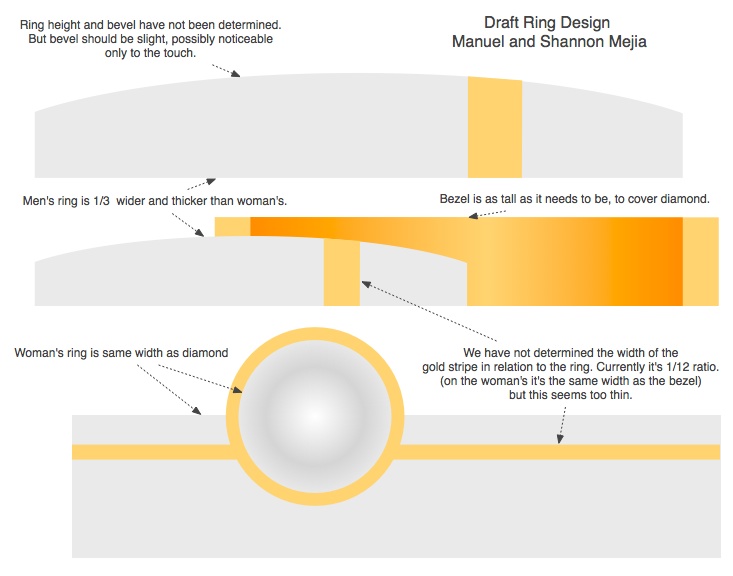 Ring height and bevel have not been determined.
But bevel should be slight, possibly noticeable
only to the touch.
Draft Ring Design
Manuel and Shannon Mejia
Men's ring is 1/3 wider and thicker than woman's.
Bezel is as tall as it needs to be, to cover diamond.
Woman's ring is same width as diamond
We have not determined the width of the
gold stripe in relation to the ring. Currently it's 1/12 ratio.
(on the woman's it's the same width as the bezel)
but this seems too thin.